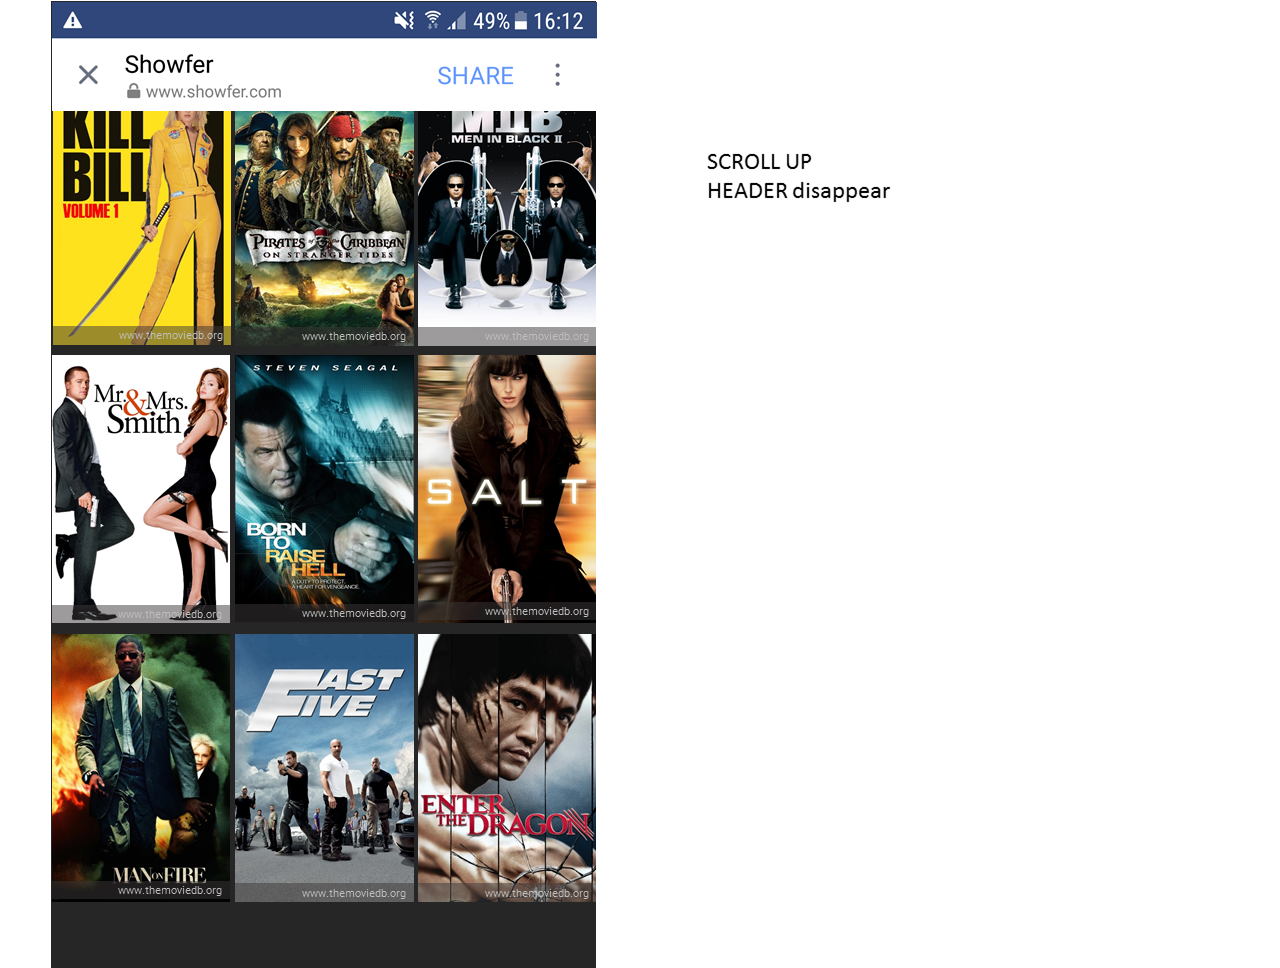 49% 16:12
Showfer
www.showfer.com
SHARE
SCROLL UP
HEADER disappear
KILL
BILL
VOLUME 1
www.themoviedb.org
PIRATES of the CARIBBEAN
ON STRANGER TIDES
www.themoviedb.org
MIIB
MEN IN BLACK II
www.themoviedb.org
Mr. & Mrs.
Smith
www.themoviedb.org
STEVEN SEAGAL
BORN
TO
RAISE
HELL
A DUTY TO PROTECT.
A HEART FOR VENGEANCE.
www.themoviedb.org
SALT
www.themoviedb.org
MAN ON FIRE
www.themoviedb.org
FAST
FIVE
www.themoviedb.org
ENTER
THE DRAGON
www.themoviedb.org